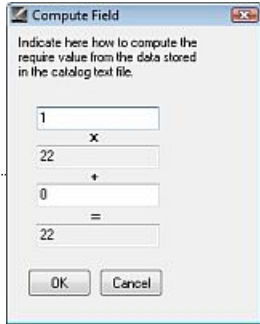 Compute Field
Indicate here how to compute the
require value from the data stored
in the catalog text file.
1
x
22
+
0
=
22
OK Cancel